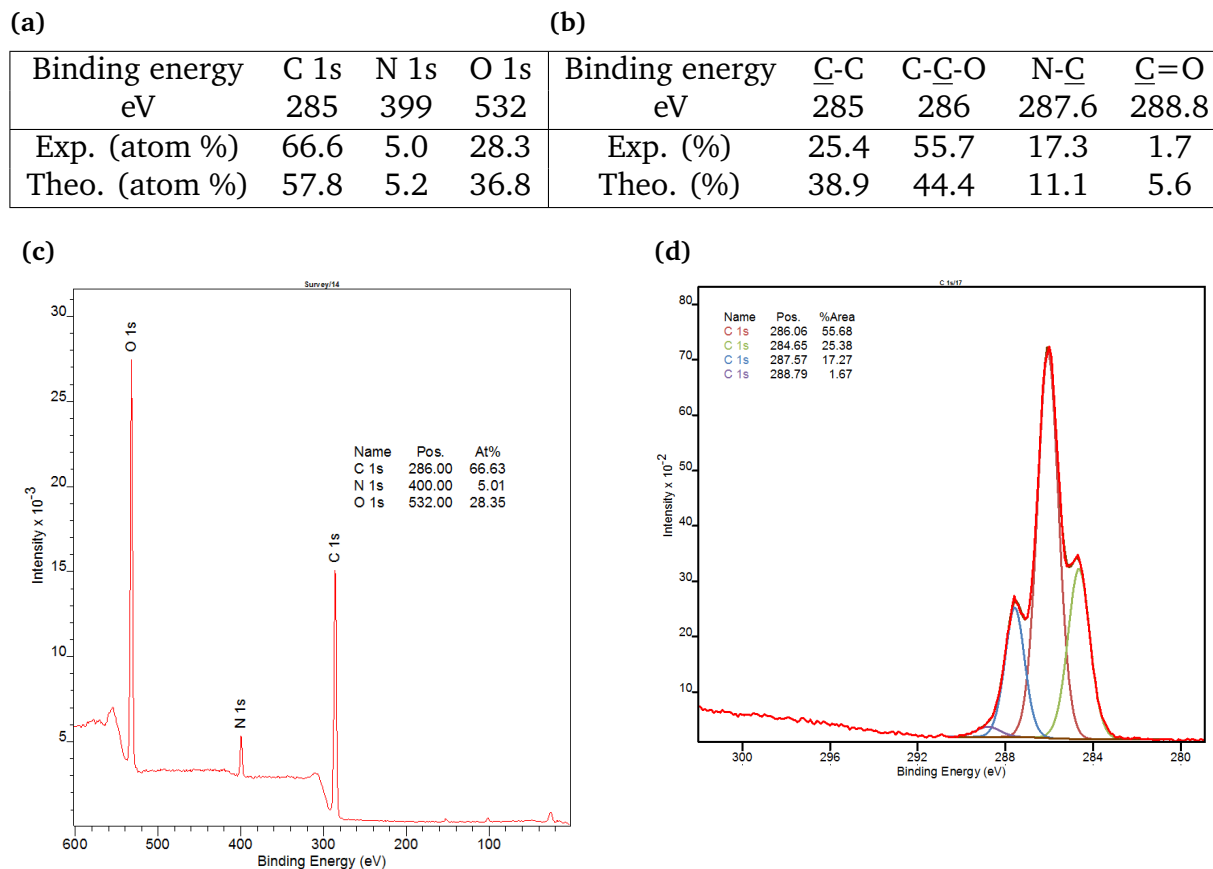 (a)
Binding energy C 1s N 1s O 1s
eV 285 399 532
Exp. (atom %) 66.6 5.0 28.3
Theo. (atom %) 57.8 5.2 36.8
(b)
Binding energy C-C C-C-O N-C C=O
eV 285 286 287.6 288.8
Exp. (%) 25.4 55.7 17.3 1.7
Theo. (%) 38.9 44.4 11.1 5.6
(c)
Survey/14
30
25
20
15
10
5
Intensity x 10⁻³
O 1s
N 1s
C 1s
Name Pos. At%
C 1s 286.00 66.63
N 1s 400.00 5.01
O 1s 532.00 28.35
600 500 400 300 200 100
Binding Energy (eV)
(d)
C 1s/17
80
70
60
50
40
30
20
10
Intensity x 10⁻²
Name Pos. %Area
C 1s 286.06 55.68
C 1s 284.65 25.38
C 1s 287.57 17.27
C 1s 288.79 1.67
300 296 292 288 284 280
Binding Energy (eV)